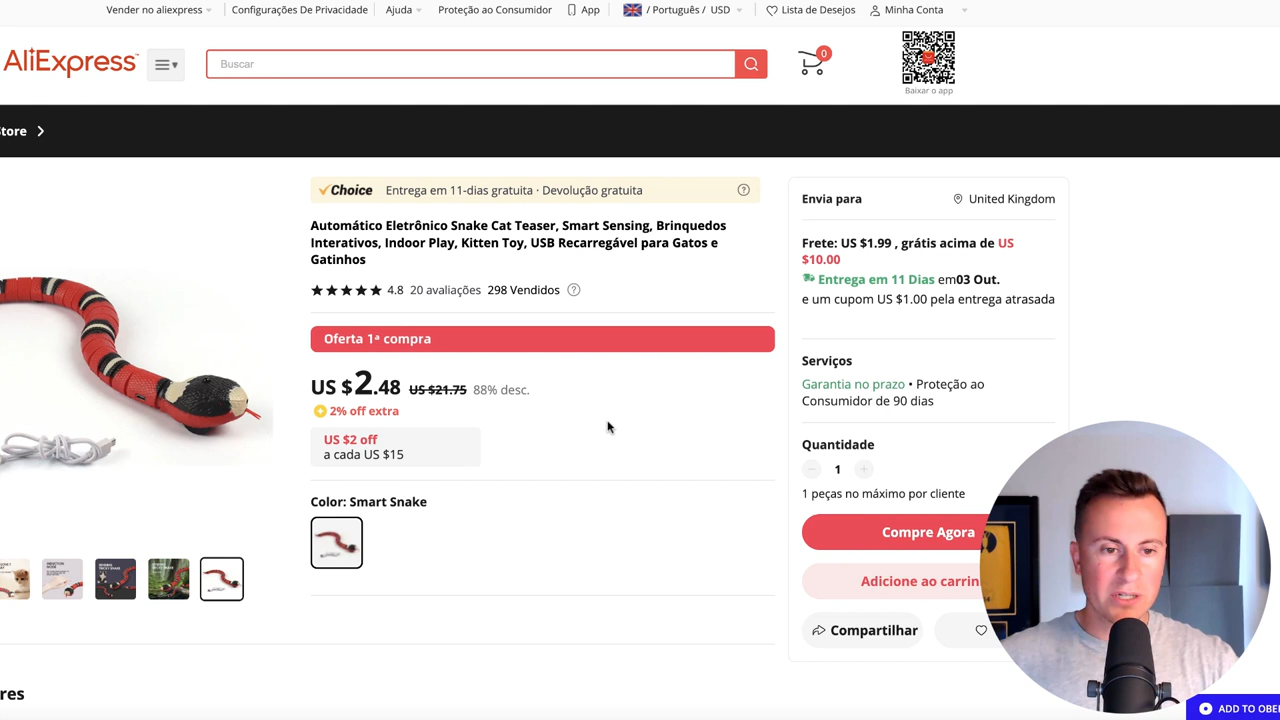 Vender no aliexpress
Configurações De Privacidade
Ajuda
Proteção ao Consumidor
App
/ Português / USD
Lista de Desejos
Minha Conta
AliExpress
Buscar
0
Baixar o app
Store
Choice Entrega em 11-dias gratuita · Devolução gratuita
Automático Eletrônico Snake Cat Teaser, Smart Sensing, Brinquedos
Interativos, Indoor Play, Kitten Toy, USB Recarregável para Gatos e
Gatinhos
4.8 20 avaliações 298 Vendidos
Oferta 1ª compra
US $2.48 US $21.75 88% desc.
2% off extra
US $2 off
a cada US $15
Color: Smart Snake
Envia para United Kingdom
Frete: US $1.99 , grátis acima de US
$10.00
Entrega em 11 Dias em03 Out.
e um cupom US $1.00 pela entrega atrasada
Serviços
Garantia no prazo • Proteção ao
Consumidor de 90 dias
Quantidade
1
1 peças no máximo por cliente
Compre Agora
Adicione ao carrin
Compartilhar
res
ADD TO OBE